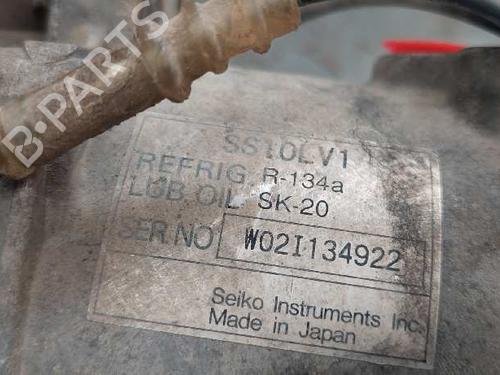 B-PARTS
SS10LV1
REFRIG R-134a
LUB OIL SK-20
SER.NO W02I134922
Seiko Instruments Inc.
Made in Japan